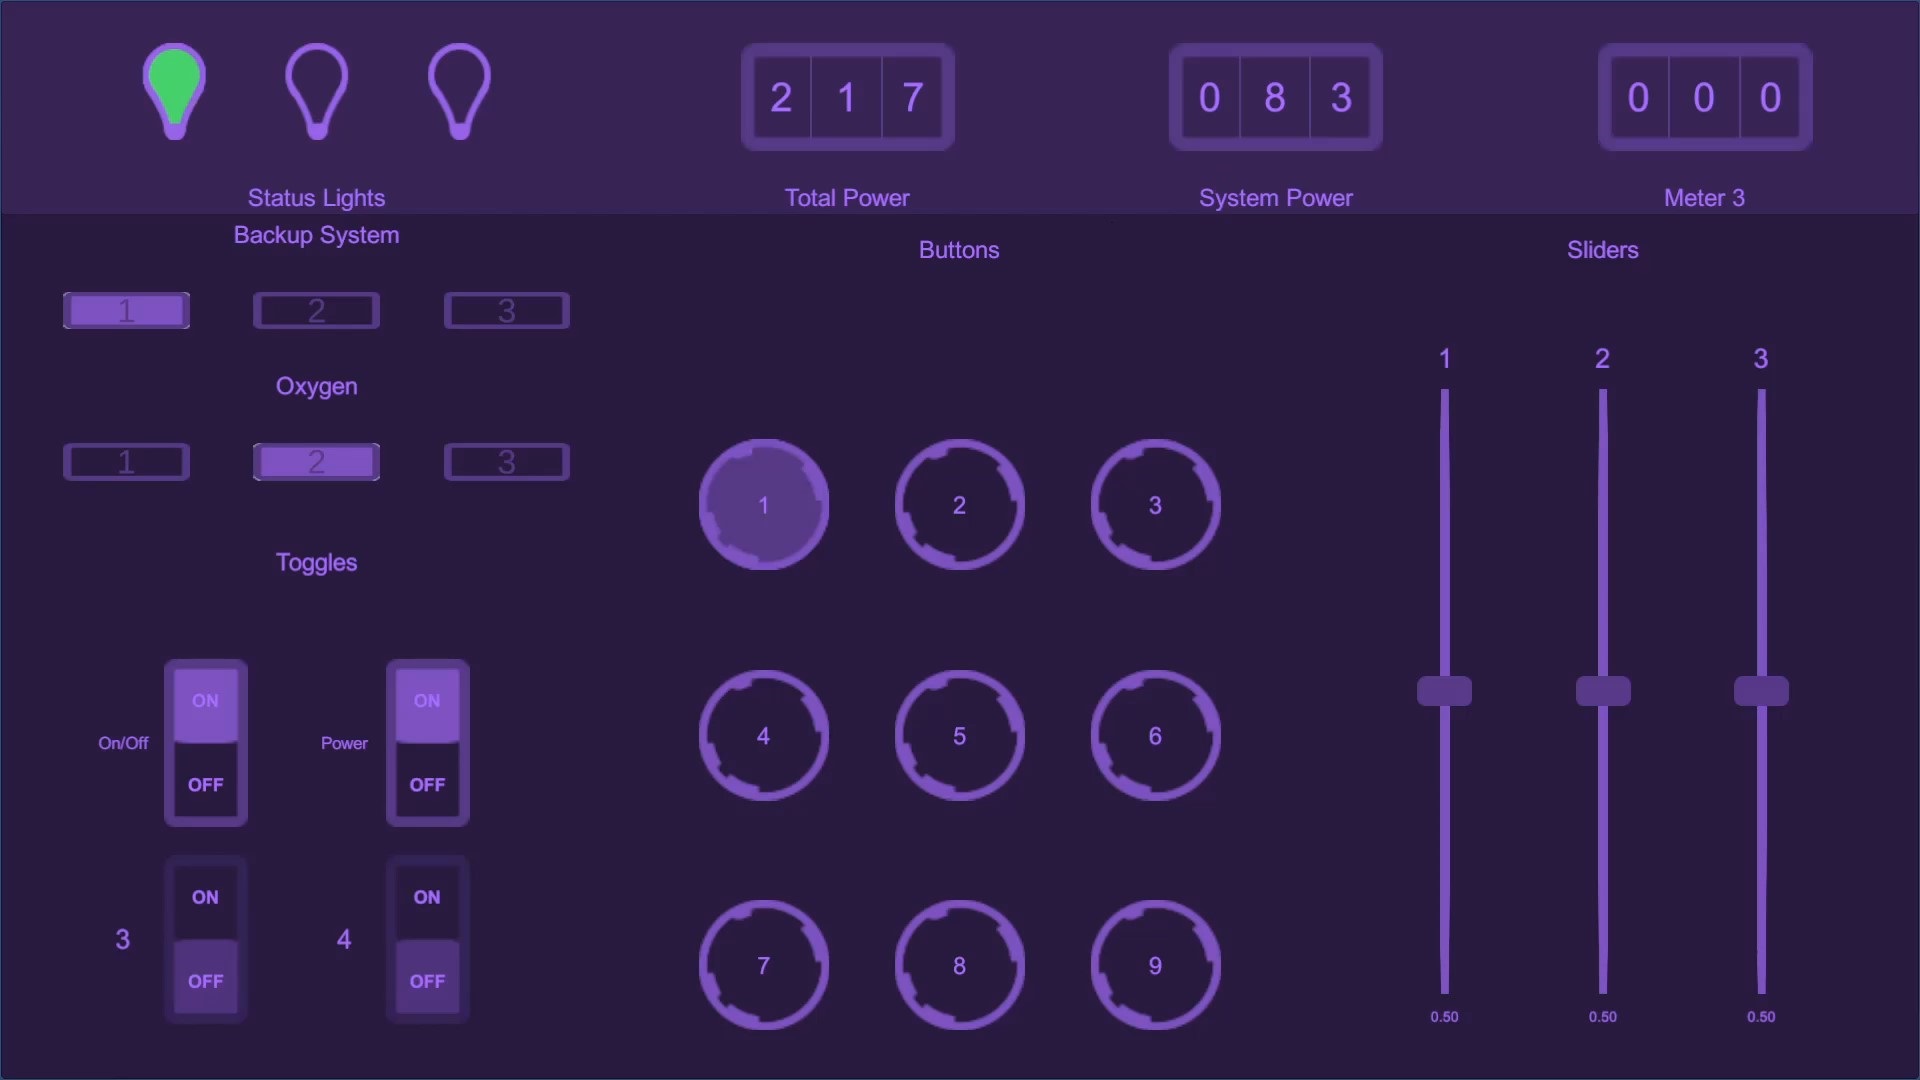 2 1 7
0 8 3
0 0 0
Status Lights
Total Power
System Power
Meter 3
Backup System
1 2 3
Oxygen
1 2 3
Toggles
On/Off
ON
OFF
Power
ON
OFF
3
ON
OFF
4
ON
OFF
Buttons
1 2 3
4 5 6
7 8 9
Sliders
1 2 3
0.50 0.50 0.50